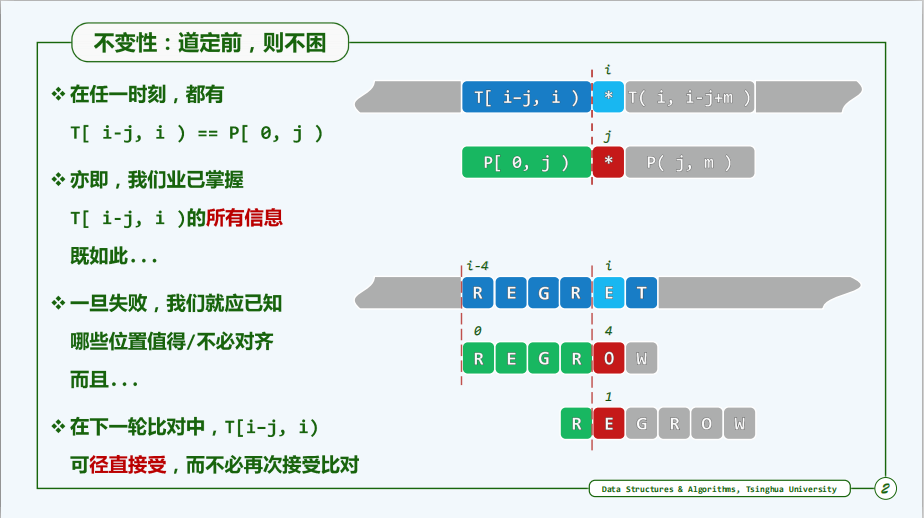 不变性：道定前，则不困
❖ 在任一时刻，都有
T[ i-j, i ) == P[ 0, j )
❖ 亦即，我们业已掌握
T[ i-j, i )的所有信息
既如此...
❖ 一旦失败，我们就应已知
哪些位置值得/不必对齐
而且...
❖ 在下一轮比对中，T[i-j, i)
可径直接受，而不必再次接受比对
i
T[ i-j, i ) * T( i, i-j+m )
j
P[ 0, j ) * P( j, m )
i-4 i
R E G R E T
0 4
R E G R O W
1
R E G R O W
Data Structures & Algorithms, Tsinghua University
2